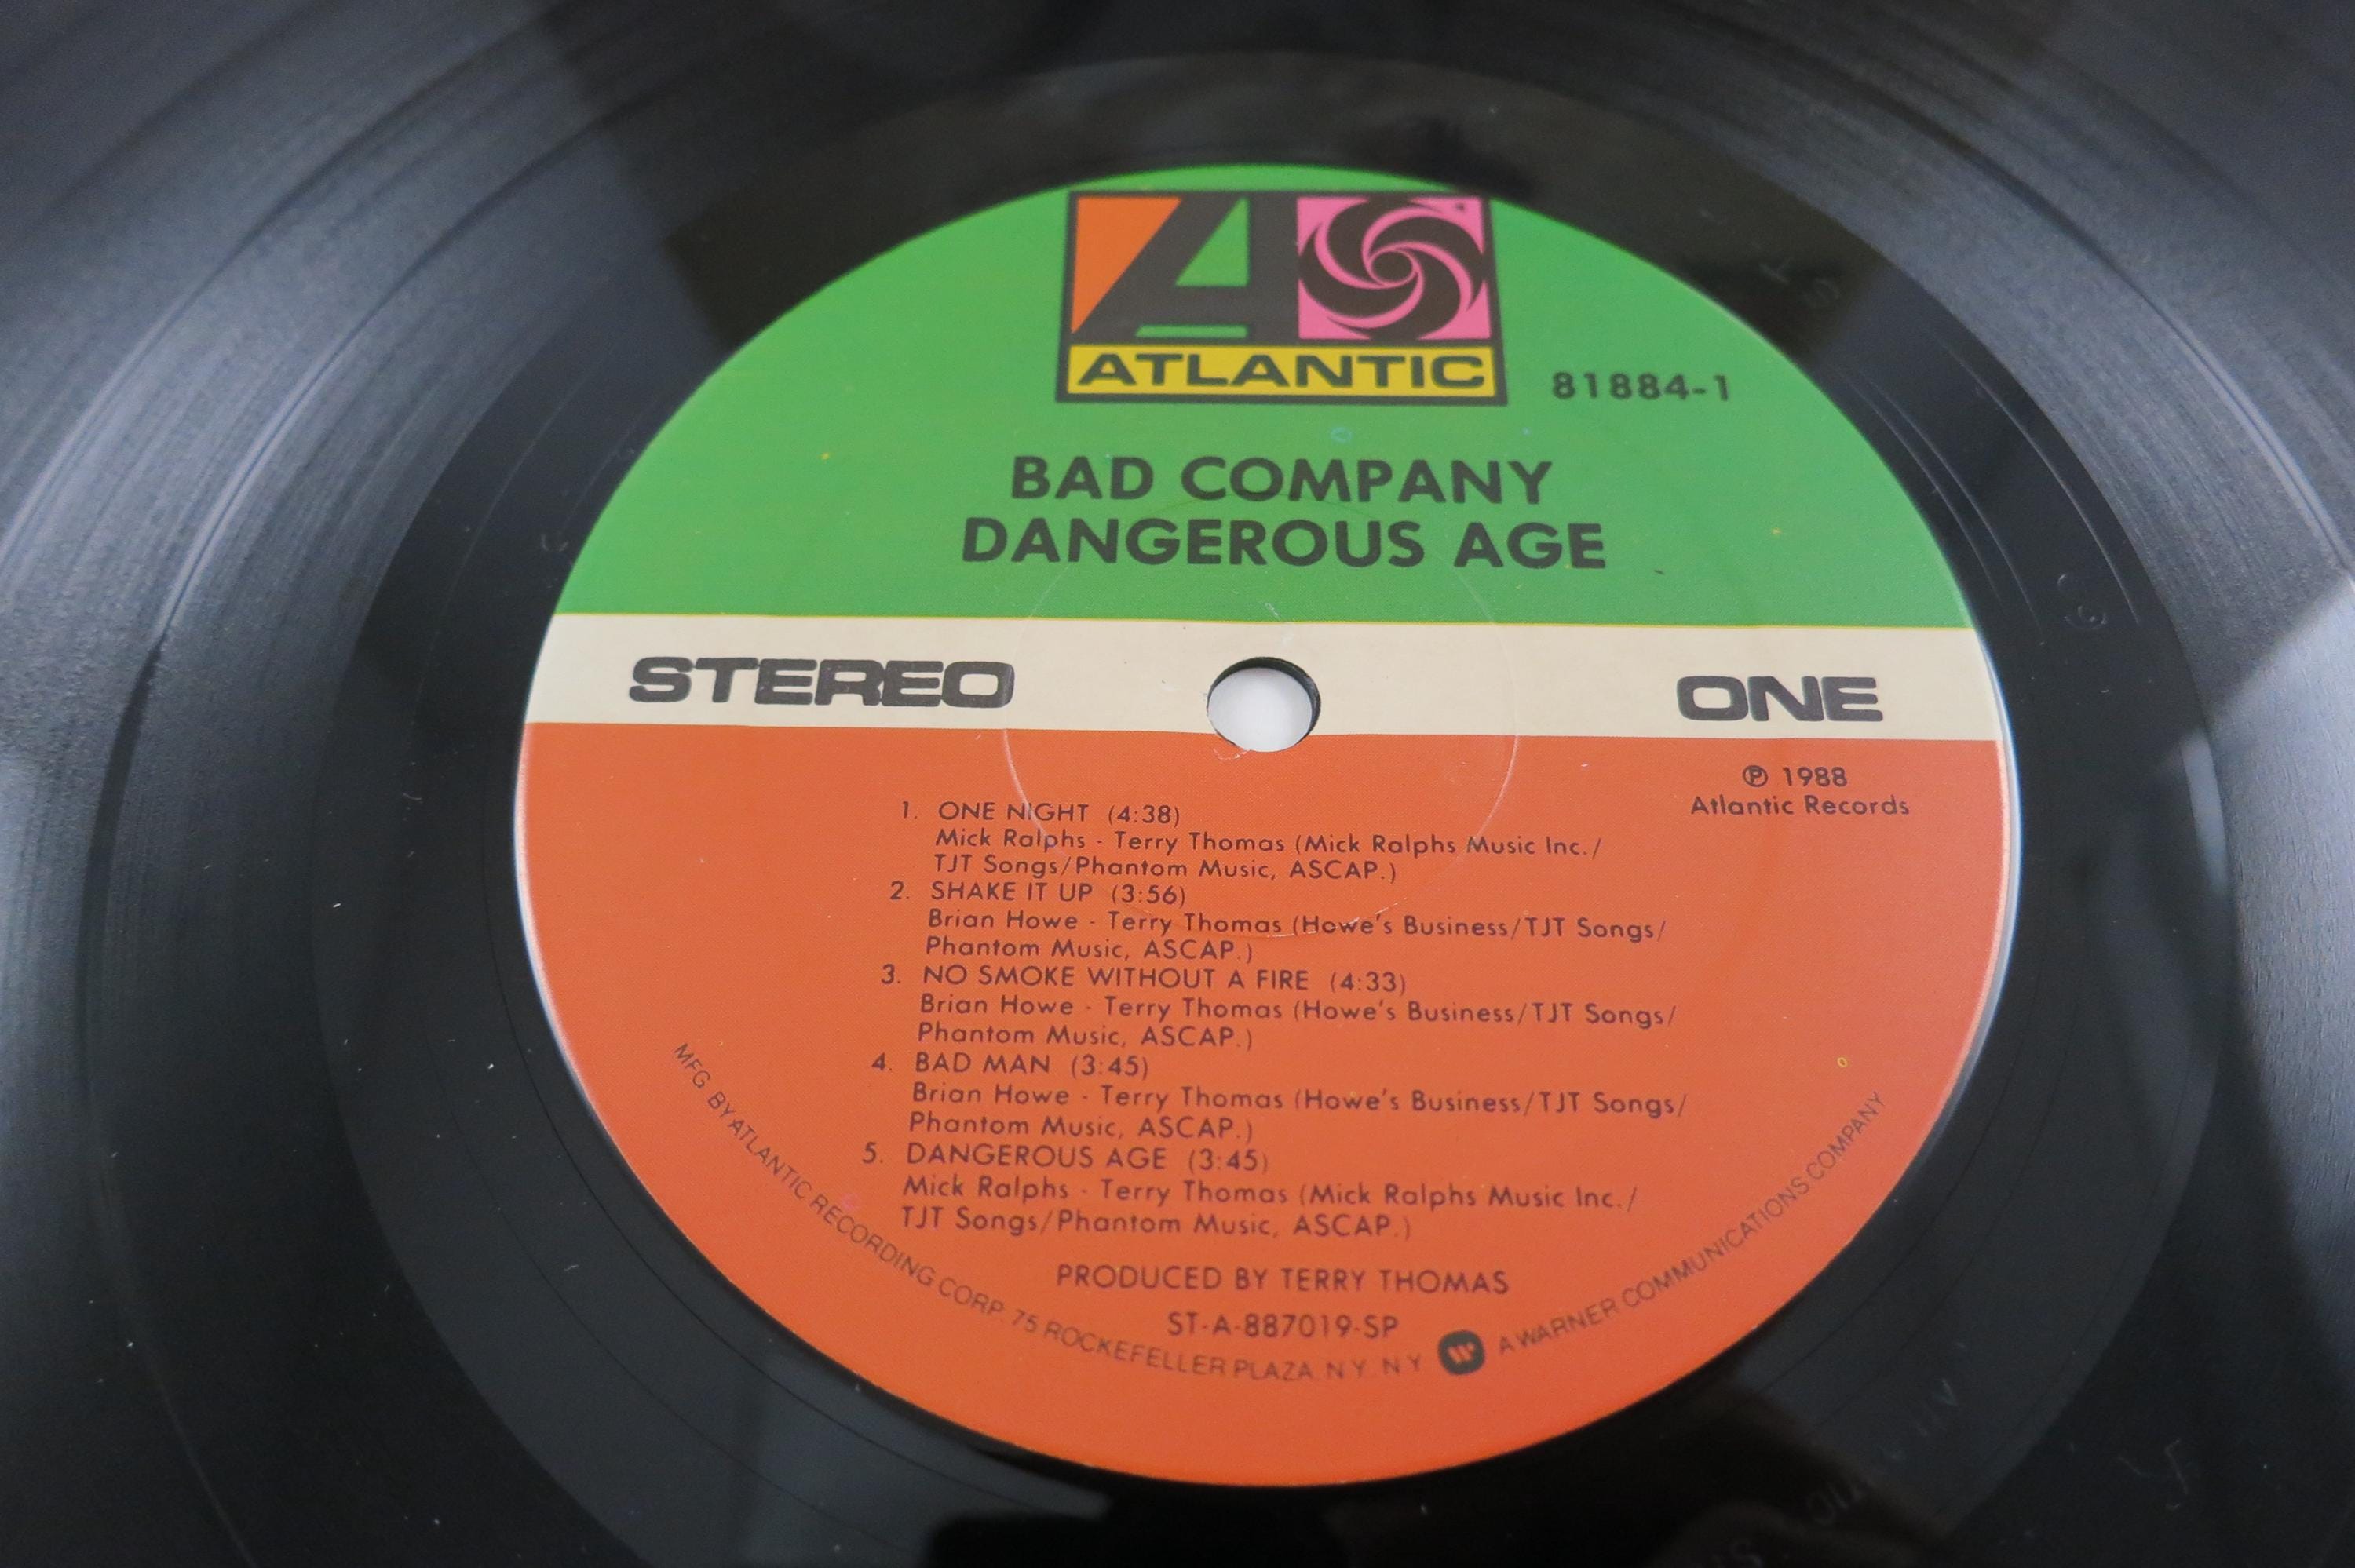 ATLANTIC
81884-1
BAD COMPANY
DANGEROUS AGE
STEREO
ONE
℗ 1988
Atlantic Records
1. ONE NIGHT (4:38)
Mick Ralphs - Terry Thomas (Mick Ralphs Music Inc./
TJT Songs/Phantom Music, ASCAP.)
2. SHAKE IT UP (3:56)
Brian Howe - Terry Thomas (Howe's Business/TJT Songs/
Phantom Music, ASCAP.)
3. NO SMOKE WITHOUT A FIRE (4:33)
Brian Howe - Terry Thomas (Howe's Business/TJT Songs/
Phantom Music, ASCAP.)
4. BAD MAN (3:45)
Brian Howe - Terry Thomas (Howe's Business/TJT Songs/
Phantom Music, ASCAP.)
5. DANGEROUS AGE (3:45)
Mick Ralphs - Terry Thomas (Mick Ralphs Music Inc./
TJT Songs/Phantom Music, ASCAP.)
PRODUCED BY TERRY THOMAS
ST-A-887019-SP
MFG. BY ATLANTIC RECORDING CORP. 75 ROCKEFELLER PLAZA N.Y. N.Y. A WARNER COMMUNICATIONS COMPANY